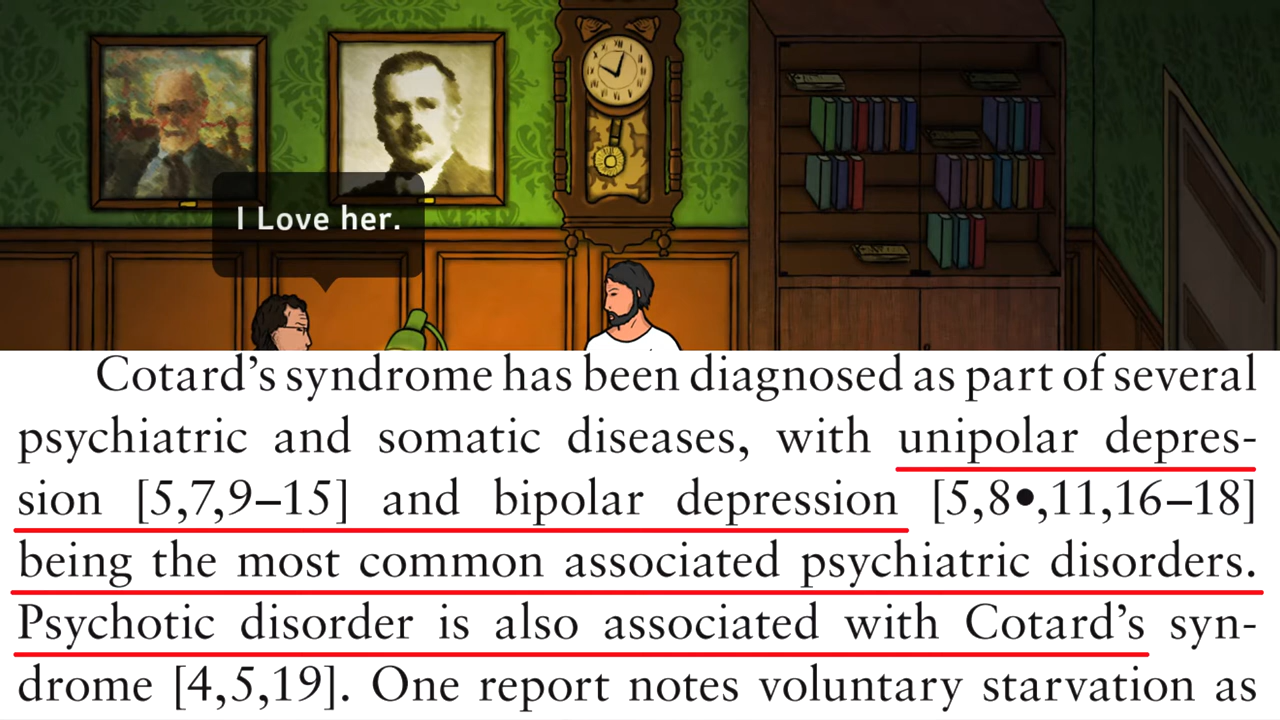 I Love her.
Cotard’s syndrome has been diagnosed as part of several
psychiatric and somatic diseases, with unipolar depres-
sion [5,7,9–15] and bipolar depression [5,8•,11,16–18]
being the most common associated psychiatric disorders.
Psychotic disorder is also associated with Cotard’s syn-
drome [4,5,19]. One report notes voluntary starvation as